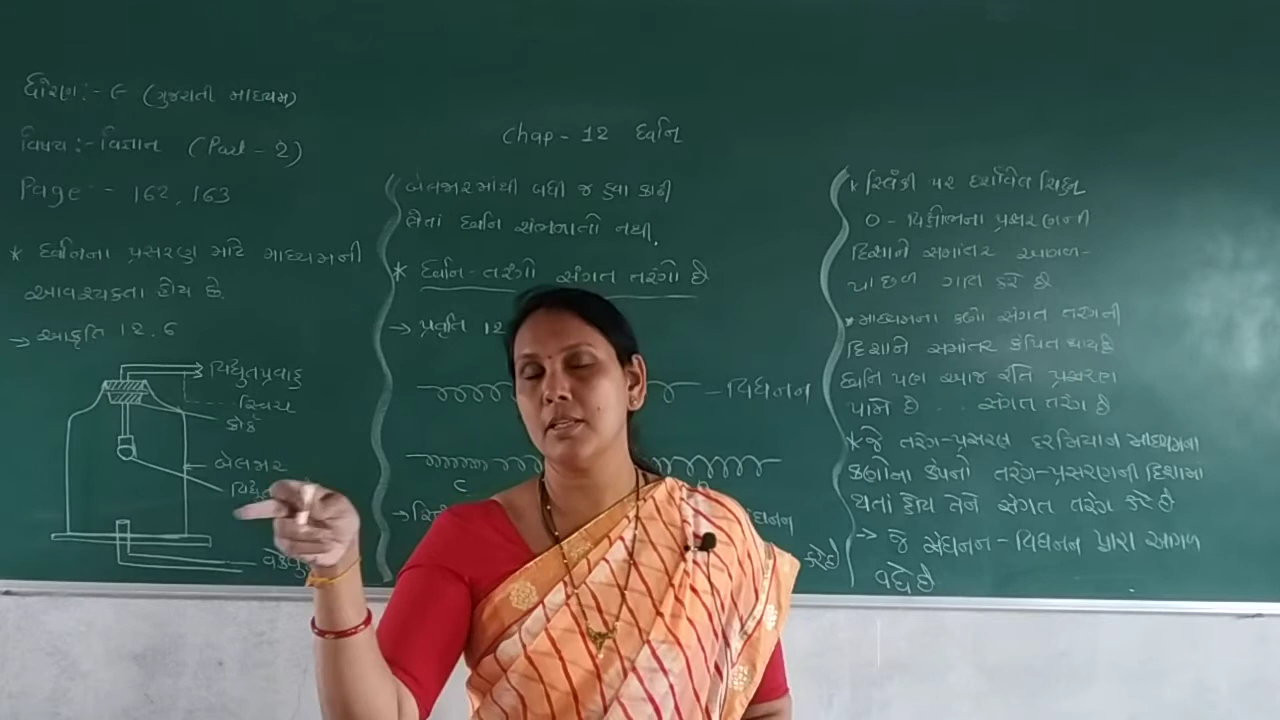 ધોરણ:- ૯ (ગુજરાતી માધ્યમ)
વિષય:- વિજ્ઞાન (Part - 2)
Page :- 162, 163
Chap - 12 ધ્વનિ
* ધ્વનિના પ્રસરણ માટે માધ્યમની
આવશ્યકતા હોય છે.
→ આકૃતિ 12.6
વિદ્યુતપ્રવાહ
સ્વિચ
કોર્ક
બેલજાર
બેલજારમાંથી બધી જ હવા કાઢી
લેતાં ધ્વનિ સંભળાતો નથી.
* ધ્વનિ-તરંગો સંગત તરંગો છે
→ પ્રવૃત્તિ 12
વિઘનન
C
કહે છે
* સ્પ્રિંગ પર દર્શાવેલ ચિહ્ન
0 - વિક્ષોભના પ્રસરણની
દિશાને સમાંતર આગળ-
પાછળ ગતિ કરે છે
* માધ્યમના કણો સંગત તરંગની
દિશાને સમાંતર કંપિત થાય છે
ધ્વનિ પણ આજ રીતે પ્રસરણ
પામે છે .. સંગત તરંગ છે
* જે તરંગ-પ્રસરણ દરમિયાન માધ્યમના
કણોના કંપનો તરંગ-પ્રસરણની દિશામાં
થતાં હોય તેને સંગત તરંગ કહે છે
→ જે સંઘનન - વિઘનન દ્વારા આગળ
વધે છે